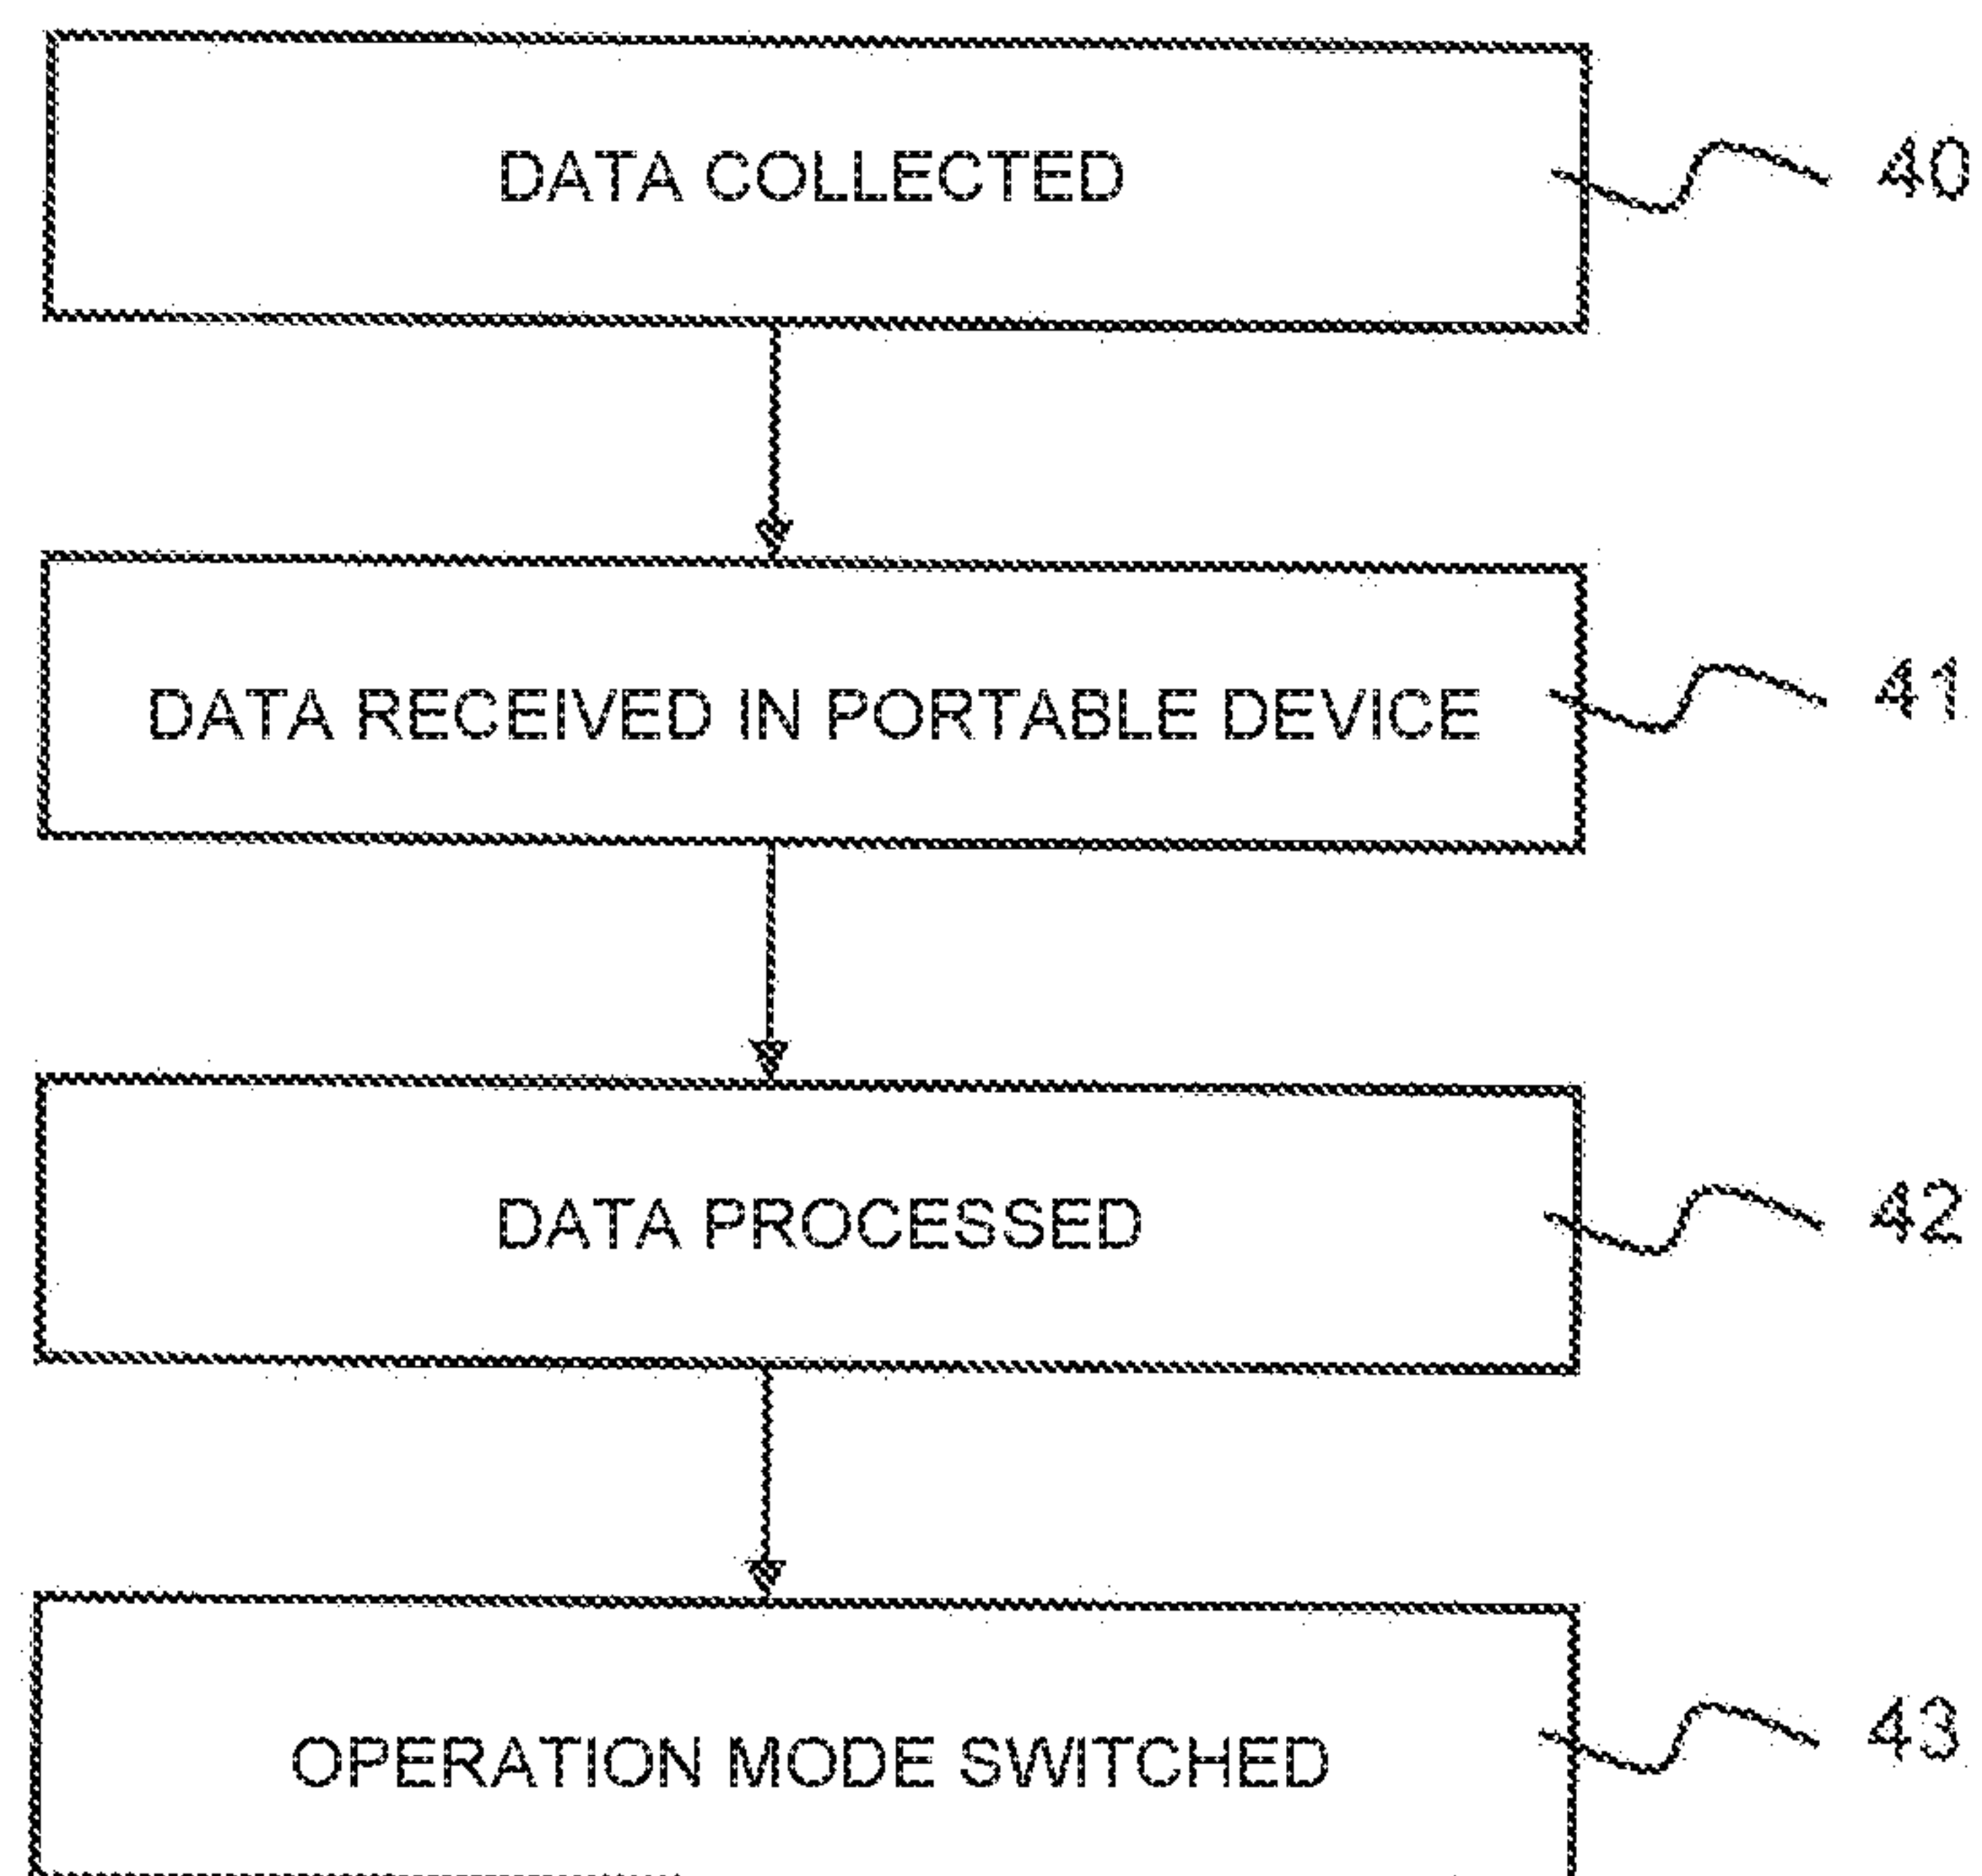 DATA COLLECTED
40
DATA RECEIVED IN PORTABLE DEVICE
41
DATA PROCESSED
42
OPERATION MODE SWITCHED
43